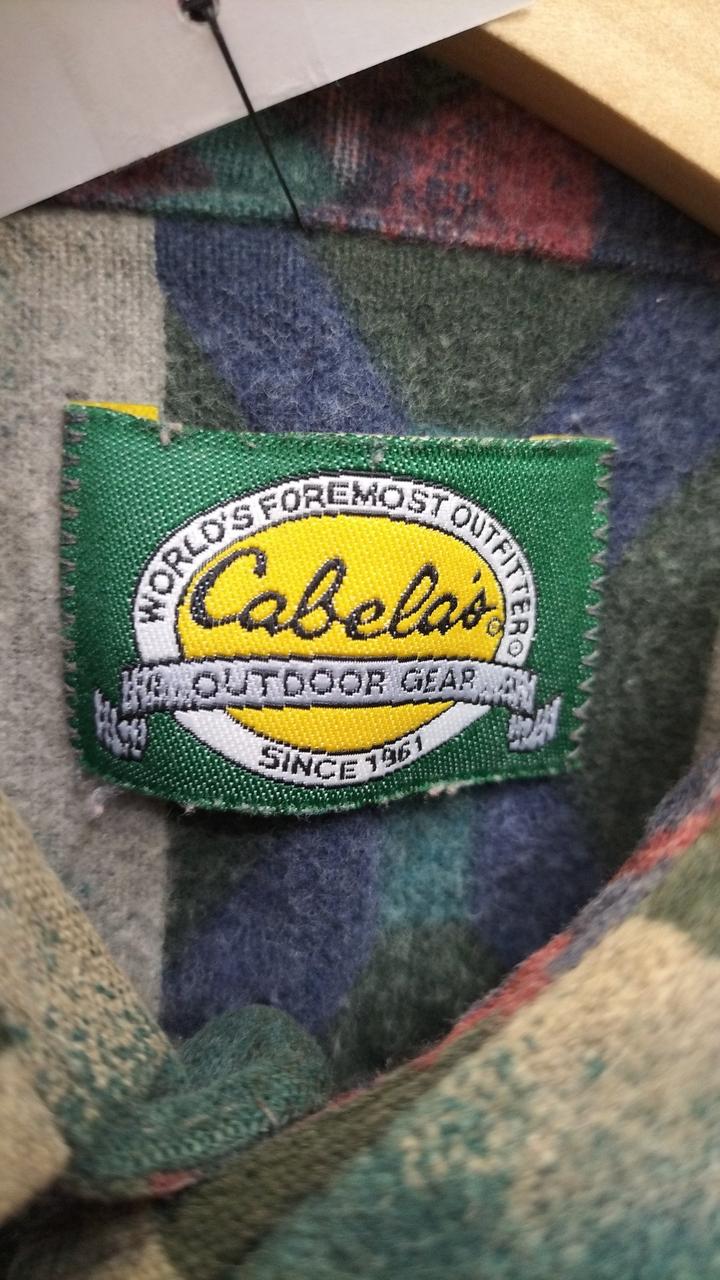 WORLD'S FOREMOST OUTFITTER®
Cabela's®
OUTDOOR GEAR
SINCE 1961